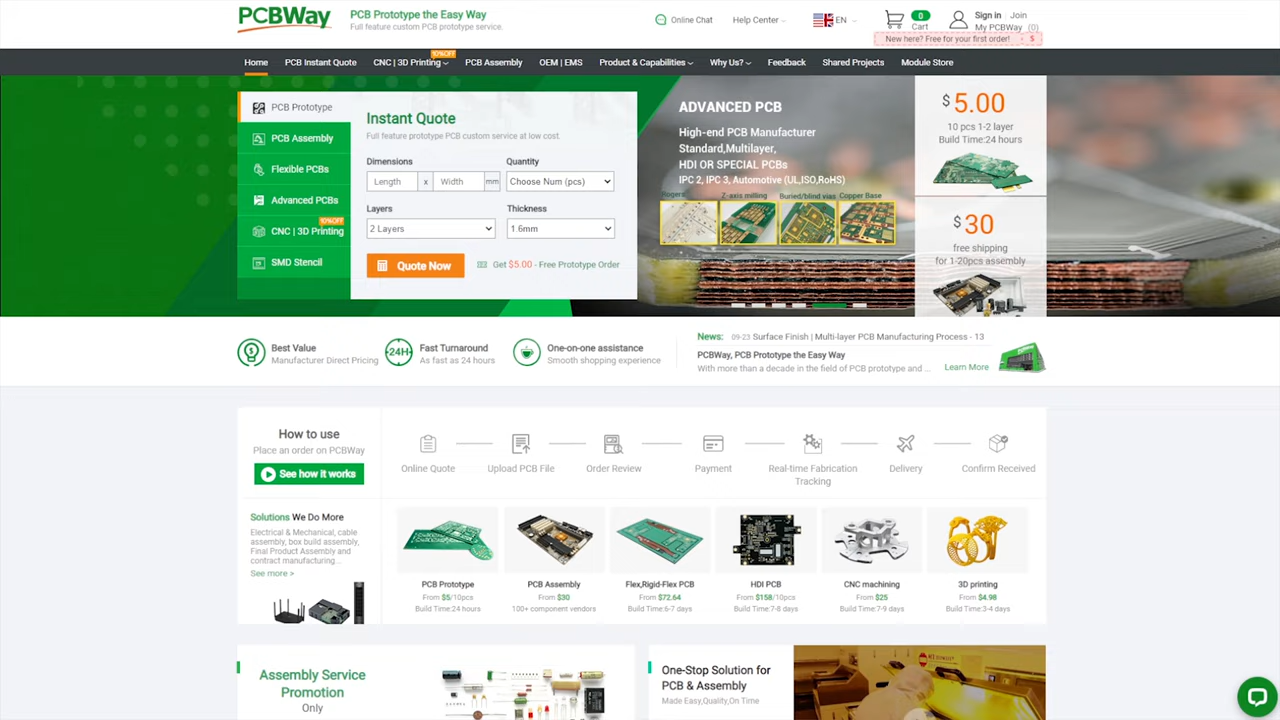 PCBWay
PCB Prototype the Easy Way
Full feature custom PCB prototype service.
Online Chat
Help Center
EN
0
Cart
Sign in
Join
My PCBWay
(0)
New here? Free for your first order!
$
10%OFF
Home
PCB Instant Quote
CNC | 3D Printing
PCB Assembly
OEM | EMS
Product & Capabilities
Why Us?
Feedback
Shared Projects
Module Store
PCB Prototype
PCB Assembly
Flexible PCBs
Advanced PCBs
10%OFF
CNC | 3D Printing
SMD Stencil
Instant Quote
Full feature prototype PCB custom service at low cost.
Dimensions
Quantity
Length
x
Width
mm
Choose Num (pcs)
Layers
Thickness
2 Layers
1.6mm
Quote Now
Get $5.00 - Free Prototype Order
ADVANCED PCB
High-end PCB Manufacturer
Standard,Multilayer,
HDI OR SPECIAL PCBs
IPC 2, IPC 3, Automotive (UL,ISO,RoHS)
Rogers
Z-axis milling
Buried/blind vias
Copper Base
$5.00
10 pcs 1-2 layer
Build Time:24 hours
$30
free shipping
for 1-20pcs assembly
Best Value
Manufacturer Direct Pricing
24H
Fast Turnaround
As fast as 24 hours
One-on-one assistance
Smooth shopping experience
News:
09-23 Surface Finish | Multi-layer PCB Manufacturing Process - 13
PCBWay, PCB Prototype the Easy Way
With more than a decade in the field of PCB prototype and ...
Learn More
How to use
Place an order on PCBWay
See how it works
Online Quote
Upload PCB File
Order Review
Payment
Real-time Fabrication
Tracking
Delivery
Confirm Received
Solutions We Do More
Electrical & Mechanical, cable
assembly, box build assembly,
Final Product Assembly and
contract manufacturing...
See more >
PCB Prototype
From $5/10pcs
Build Time:24 hours
PCB Assembly
From $30
100+ component vendors
Flex,Rigid-Flex PCB
From $72.64
Build Time:6-7 days
HDI PCB
From $158/10pcs
Build Time:7-8 days
CNC machining
From $25
Build Time:7-9 days
3D printing
From $4.98
Build Time:3-4 days
Assembly Service
Promotion
Only
One-Stop Solution for
PCB & Assembly
Made Easy,Quality,On Time